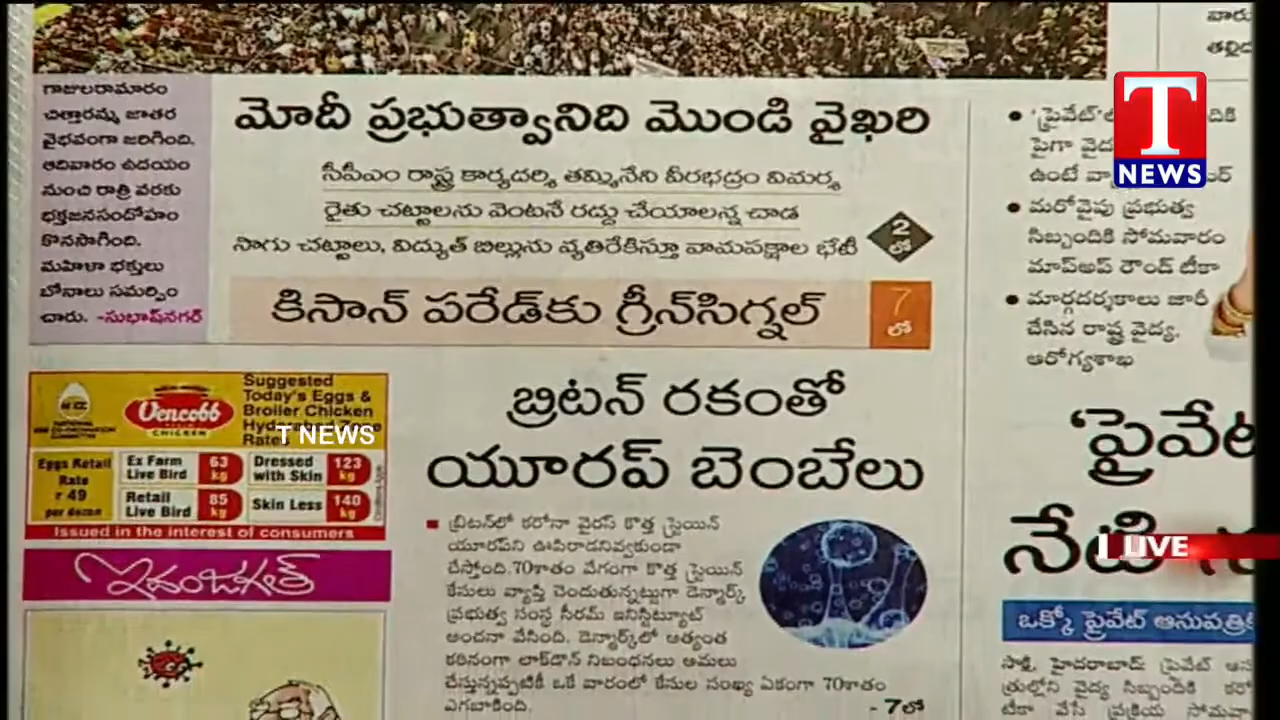 గాజులరామారం
చిత్తారమ్మ జాతర
వైభవంగా జరిగింది.
ఆదివారం ఉదయం
నుంచి రాత్రి వరకు
భక్తజనసందోహం
కొనసాగింది.
మహిళా భక్తులు
బోనాలు సమర్పిం
చారు. -సుభాష్‌నగర్
మోదీ ప్రభుత్వానిది మొండి వైఖరి
సీపీఎం రాష్ట్ర కార్యదర్శి తమ్మినేని వీరభద్రం విమర్శ
రైతు చట్టాలను వెంటనే రద్దు చేయాలన్న చాడ
సాగు చట్టాలు, విద్యుత్ బిల్లును వ్యతిరేకిస్తూ వామపక్షాల భేటీ
2
లో
కిసాన్ పరేడ్‌కు గ్రీన్‌సిగ్నల్
7
లో
Vencobb
CHICKEN
Suggested
Today's Eggs &
Broiler Chicken
T NEWS
Eggs Retail
Rate
₹ 49
per dozen
Ex Farm
Live Bird
63
kg
Dressed
with Skin
123
kg
Retail
Live Bird
85
kg
Skin Less
140
kg
Issued in the interest of consumers
ఇదంజగత్
బ్రిటన్ రకంతో
యూరప్ బెంబేలు
బ్రిటన్‌లో కరోనా వైరస్ కొత్త స్ట్రెయిన్
యూరప్‌ని ఊపిరాడనివ్వకుండా
చేస్తోంది.70శాతం వేగంగా కొత్త స్ట్రెయిన్
కేసులు వ్యాప్తి చెందుతున్నట్టుగా డెన్మార్క్
ప్రభుత్వ సంస్థ సీరమ్ ఇనిస్టిట్యూట్
అంచనా వేసింది. డెన్మార్క్‌లో అత్యంత
కఠినంగా లాక్‌డౌన్ నిబంధనలు అమలు
చేస్తున్నప్పటికీ ఒకే వారంలో కేసుల సంఖ్య ఏకంగా 70శాతం
ఎగబాకింది.
- 7లో
T
NEWS
పైగా
ఉంటే
మరోవైపు ప్రభుత్వ
సిబ్బందికి సోమవారం
మాప్‌అప్ రౌండ్ టీకా
మార్గదర్శకాలు జారీ
చేసిన రాష్ట్ర వైద్య,
ఆరోగ్యశాఖ
LIVE
ఒక్కో ప్రైవేట్
సాక్షి, హైదరాబాద్: ప్రైవేట్
త్రుల్లోని వైద్య సిబ్బందికి
టీకా వేసే ప్రక్రియ